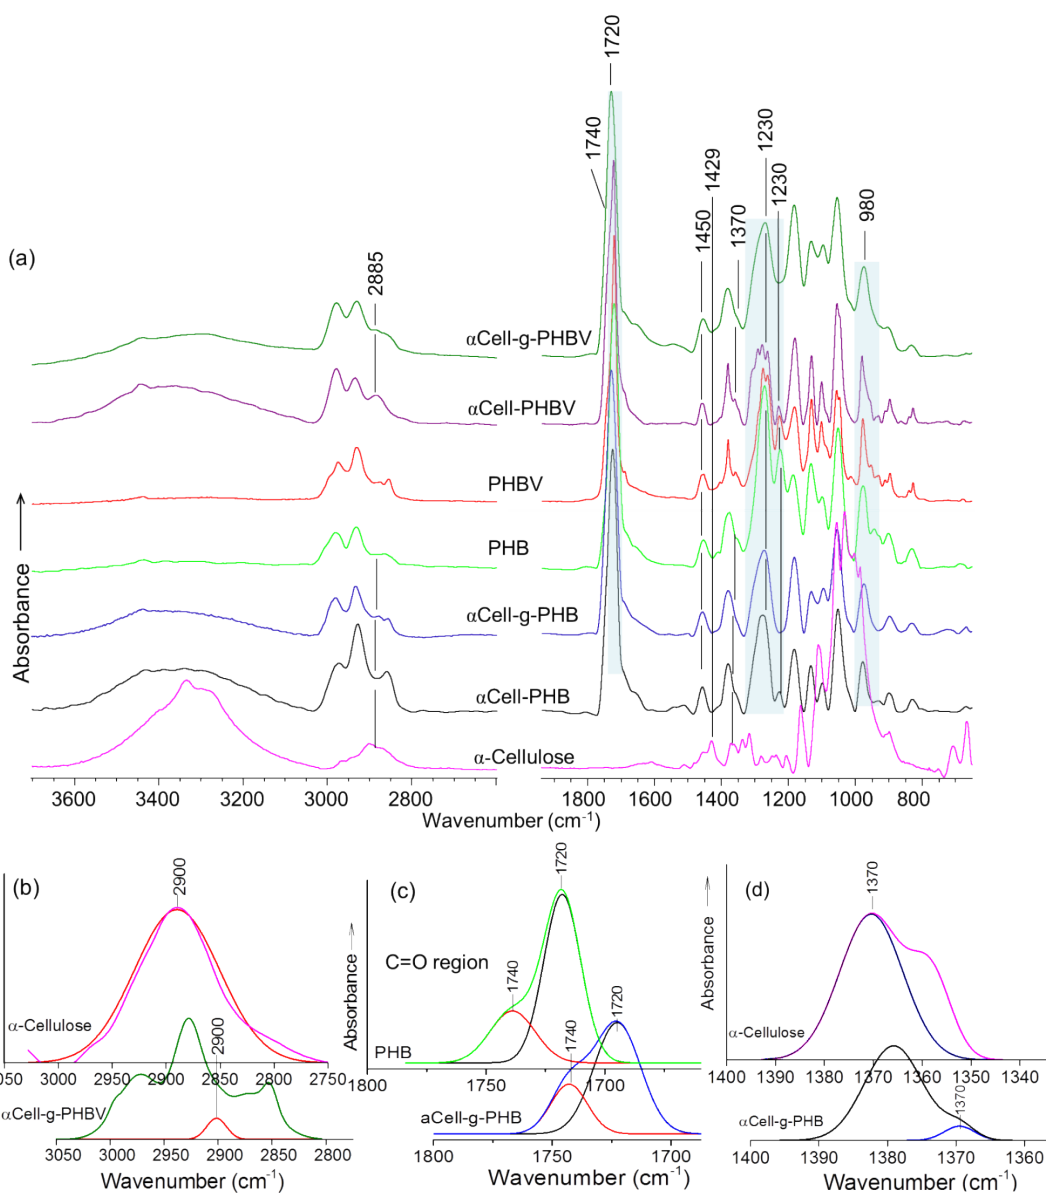 1720
1740
1429
1230
1230
1450
1370
980
(a)
2885
αCell-g-PHBV
αCell-PHBV
PHBV
PHB
αCell-g-PHB
αCell-PHB
α-Cellulose
Absorbance
3600 3400 3200 3000 2800 1800 1600 1400 1200 1000 800
Wavenumber (cm-1)
(b)
2900
α-Cellulose
2900
αCell-g-PHBV
050 3000 2950 2900 2850 2800 2750
3050 3000 2950 2900 2850 2800
Wavenumber (cm-1)
Absorbance
(c)
1720
C=O region
1740
PHB
1720
1740
1800 1750 1700
aCell-g-PHB
1800 1750 1700
Wavenumber (cm-1)
Absorbance
(d)
1370
α-Cellulose
1400 1390 1380 1370 1360 1350 1340
1370
αCell-g-PHB
1400 1390 1380 1370 1360
Wavenumber (cm-1)